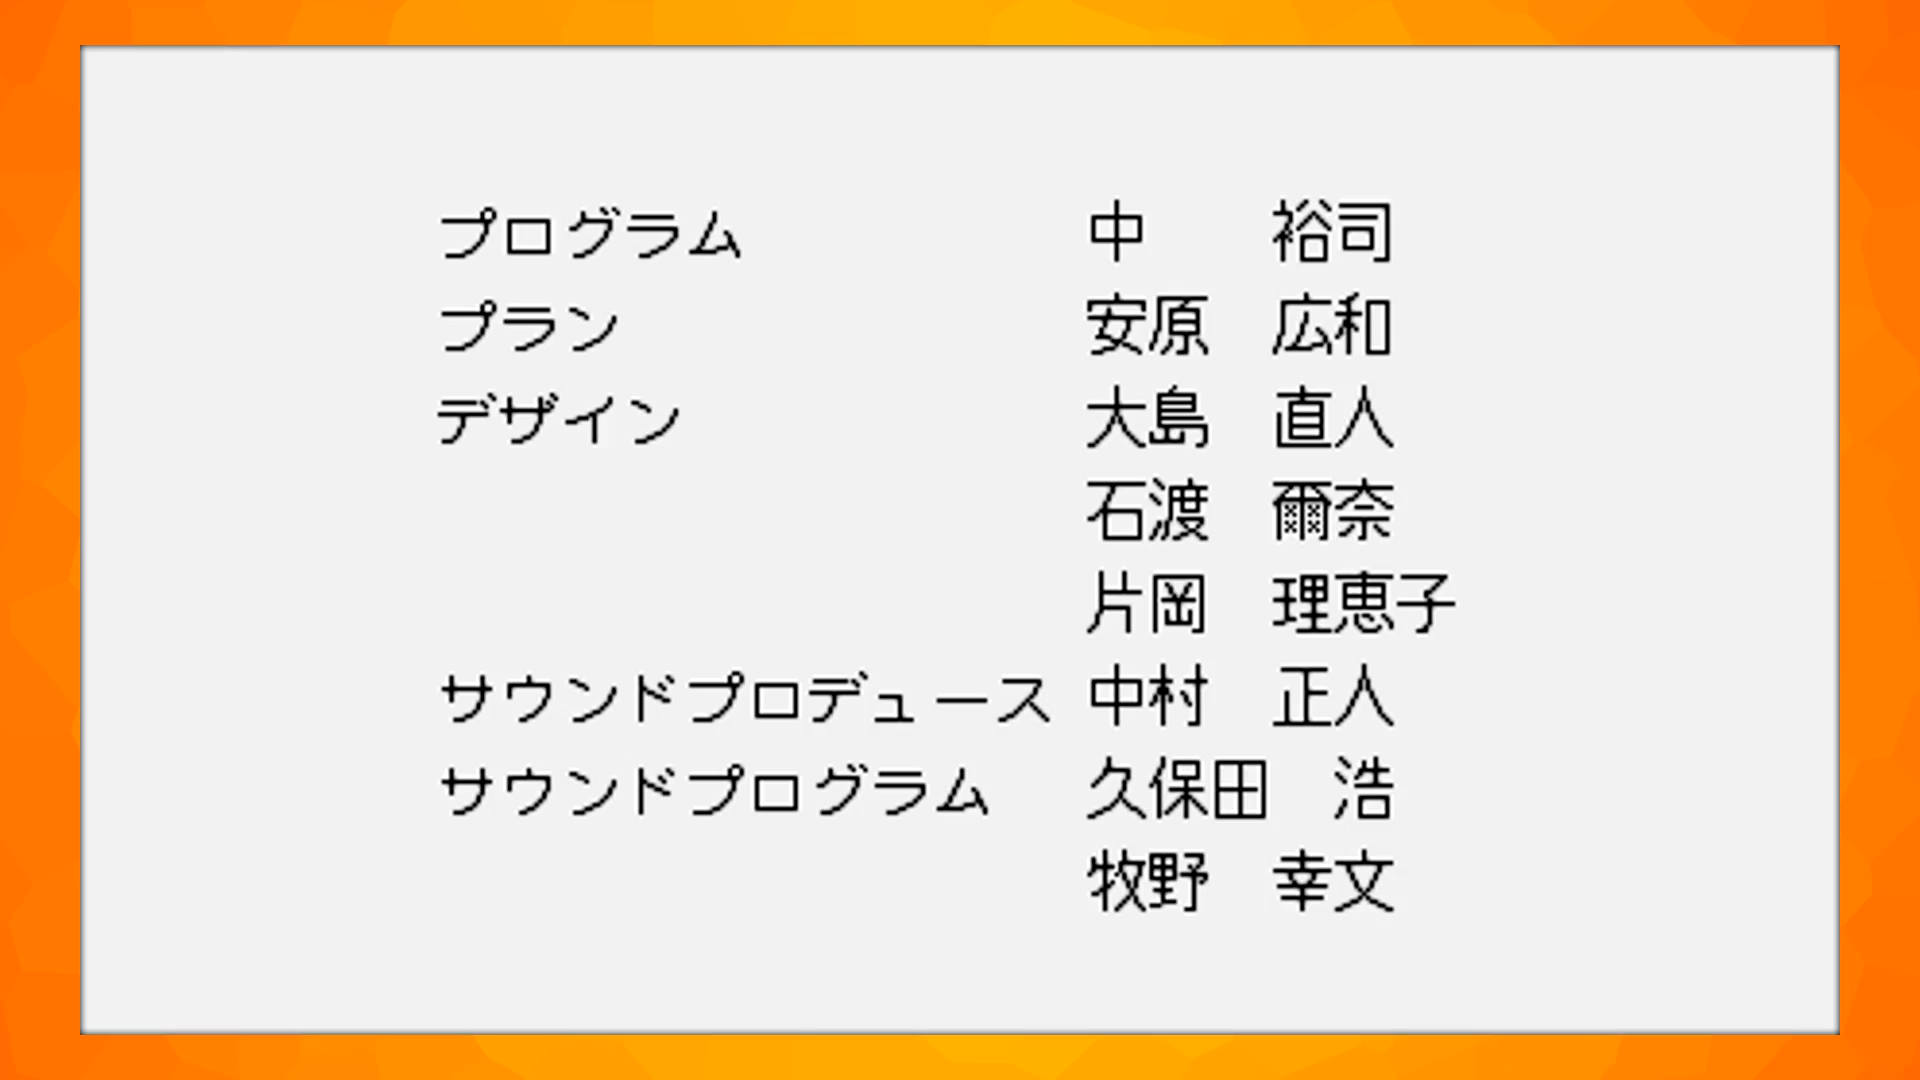 プログラム 中 裕司
プラン 安原 広和
デザイン 大島 直人
石渡 爾奈
片岡 理恵子
サウンドプロデュース 中村 正人
サウンドプログラム 久保田 浩
牧野 幸文